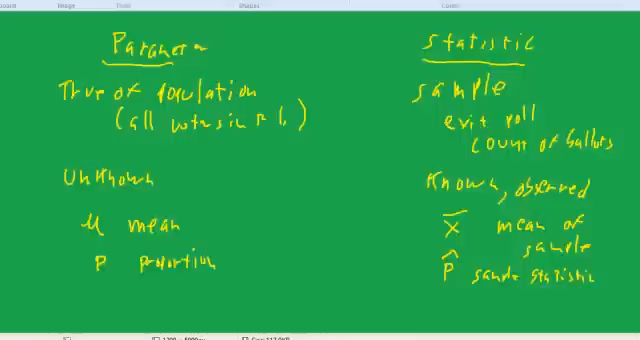 Parameter
True of population
(all voters in FL)
Unknown
μ mean
P proportion
Statistic
sample
exit poll
count of ballots
Known, observed
x̅ mean of
sample
p̂ sample statistic